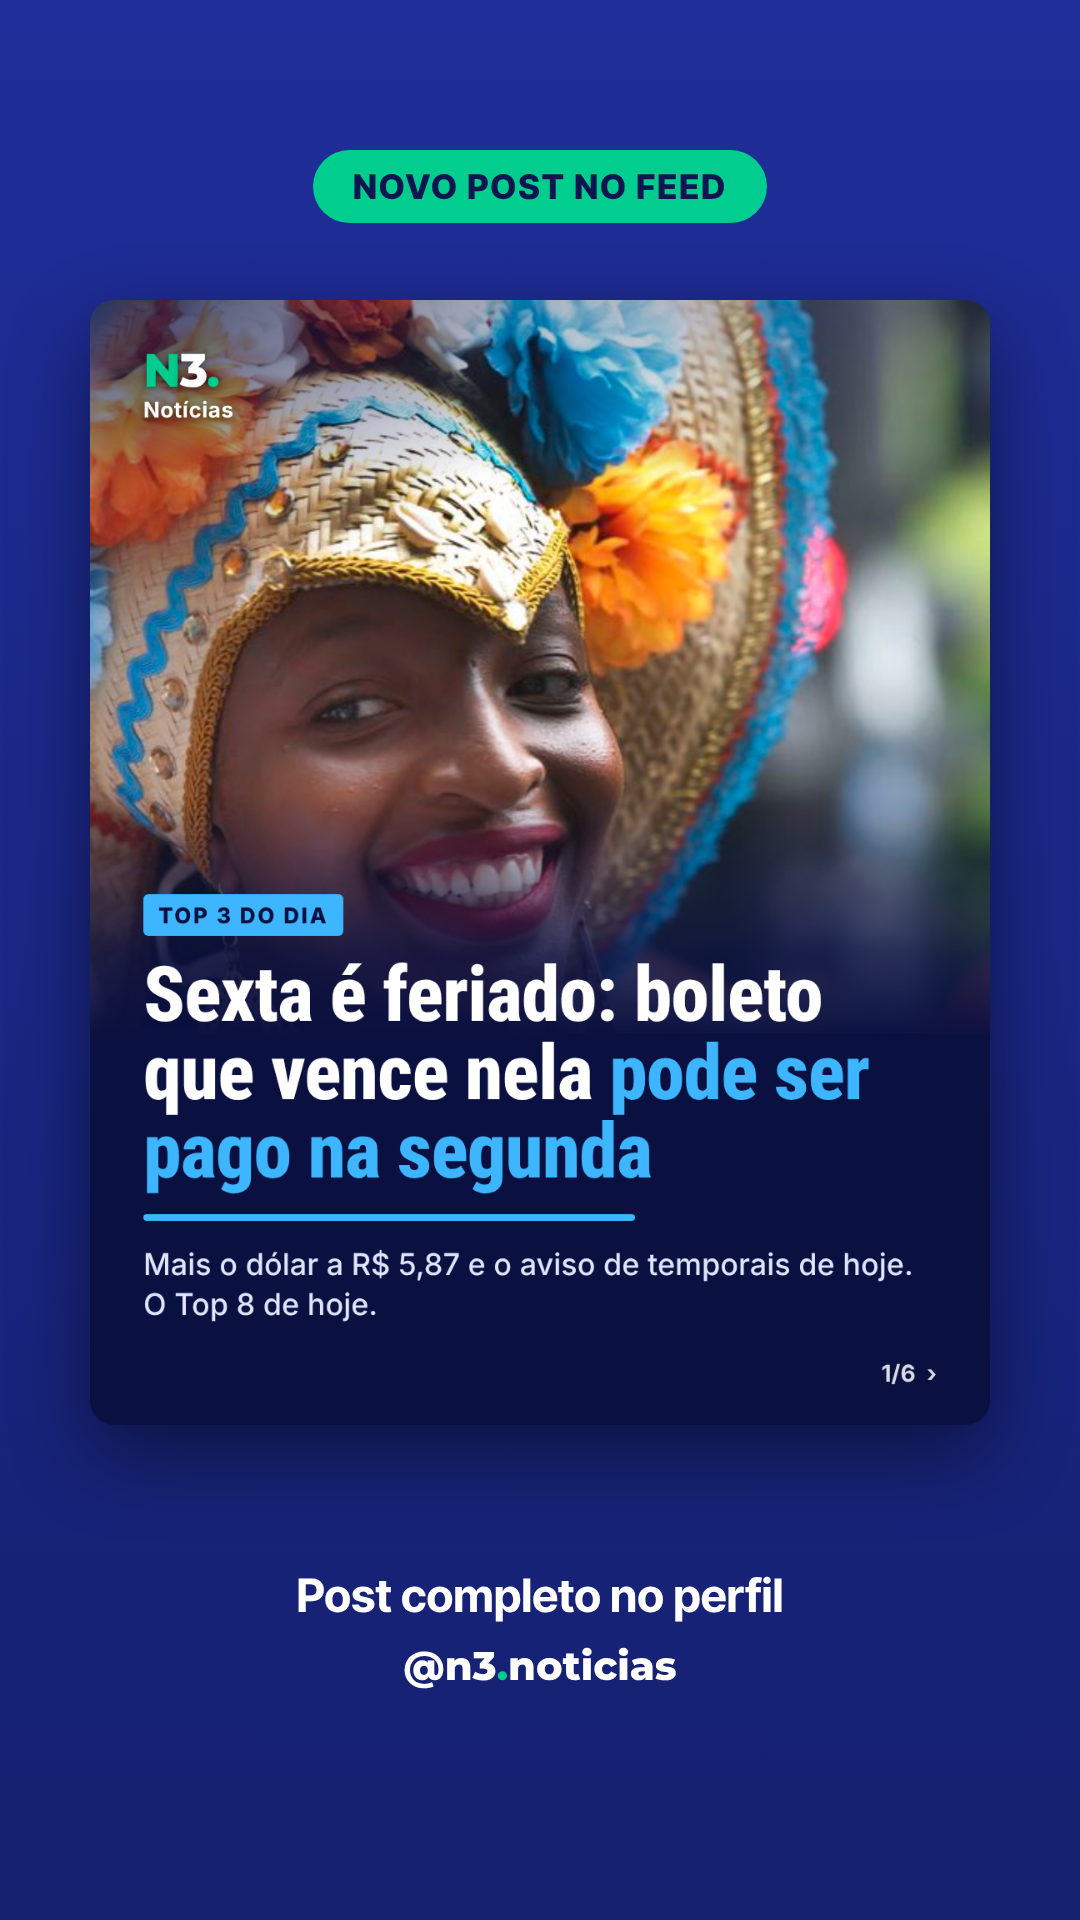 NOVO POST NO FEED
N3.
Notícias
TOP 3 DO DIA
Sexta é feriado: boleto
que vence nela pode ser
pago na segunda
Mais o dólar a R$ 5,87 e o aviso de temporais de hoje.
O Top 8 de hoje.
1/6 ›
Post completo no perfil
@n3.noticias